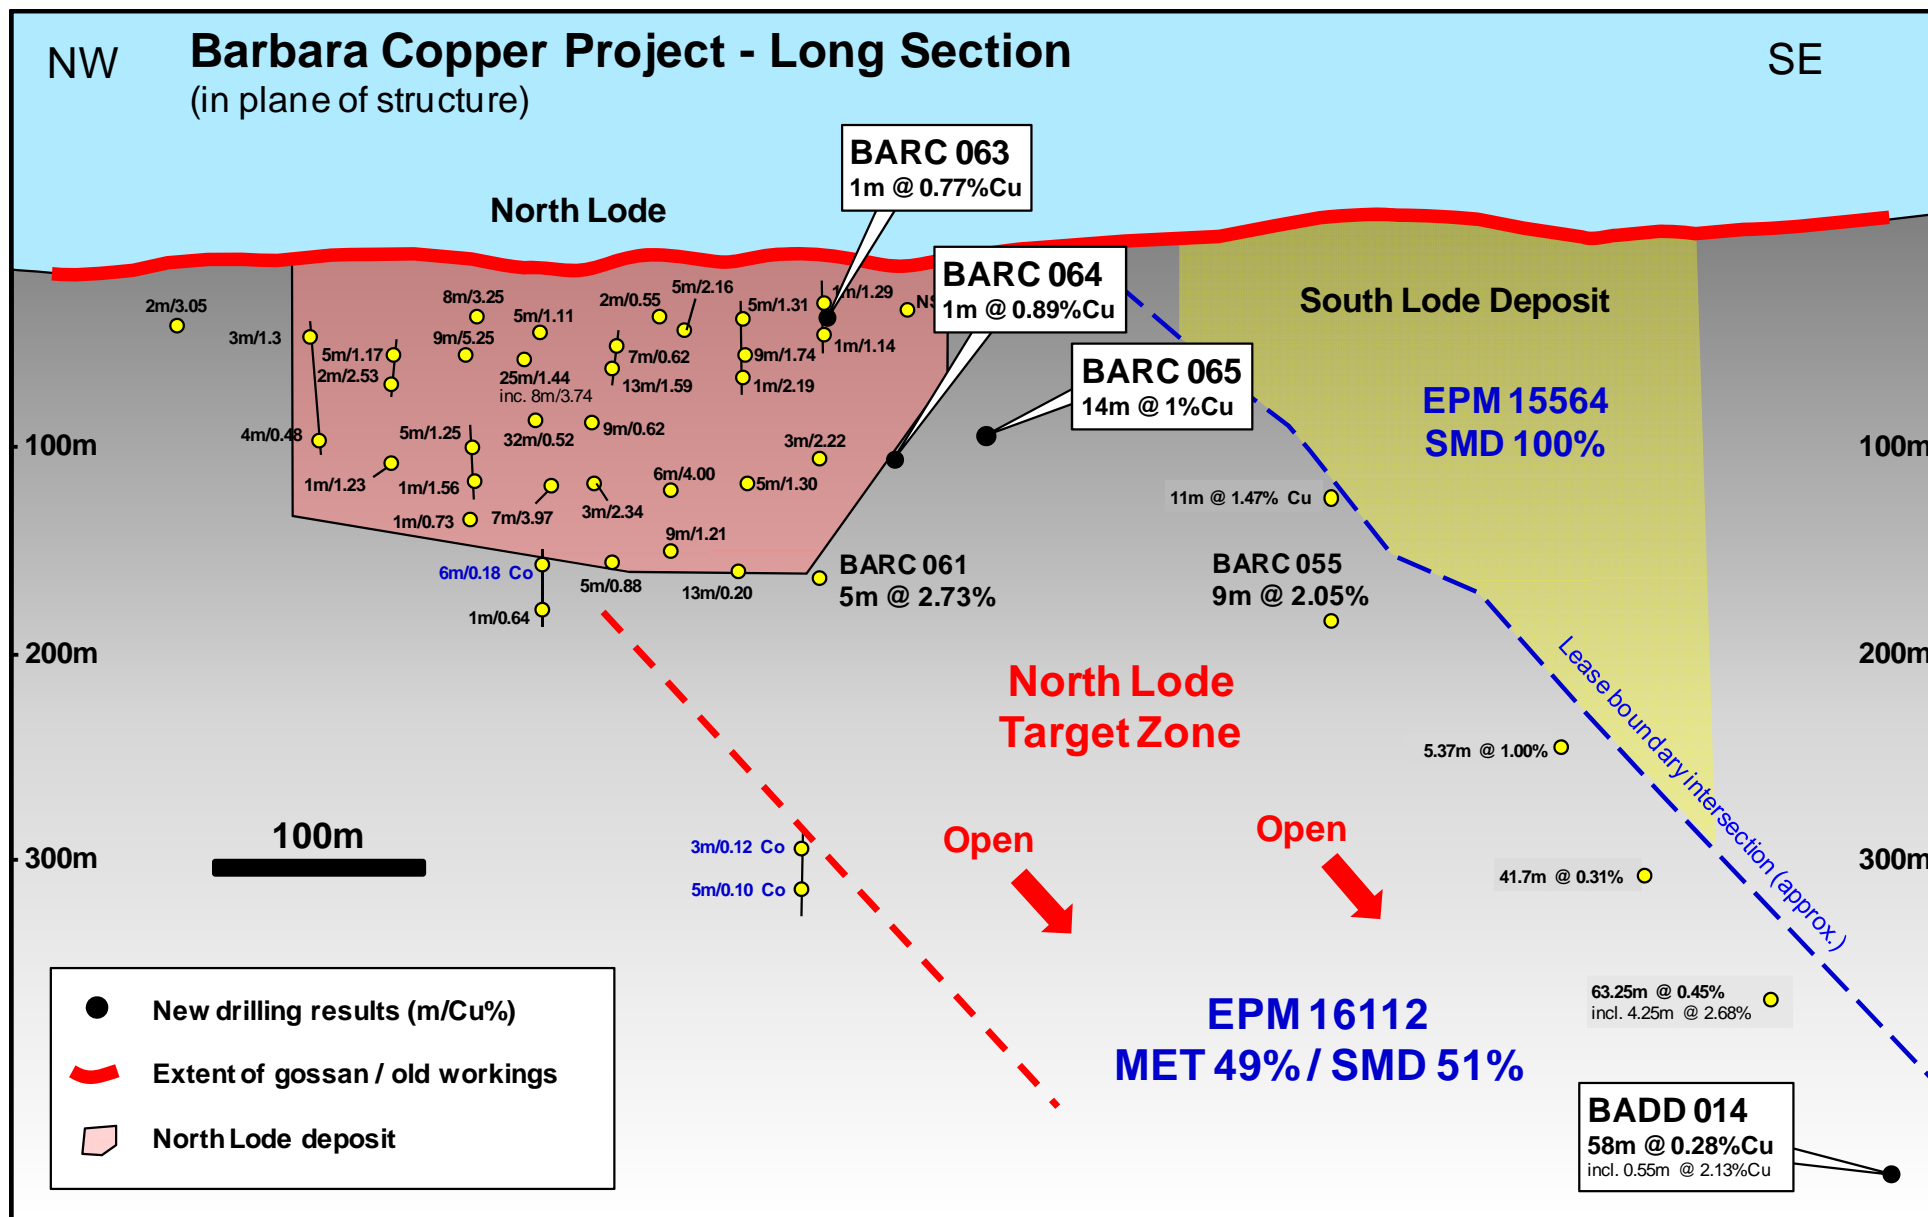 NW
Barbara Copper Project - Long Section
(in plane of structure)
SE
BARC 063
1m @ 0.77%Cu
North Lode
BARC 064
1m @ 0.89%Cu
South Lode Deposit
2m/3.05
8m/3.25
2m/0.55
5m/2.16
5m/1.31
1m/1.29
3m/1.3
5m/1.11
5m/1.17
9m/5.25
7m/0.62
9m/1.74
1m/1.14
2m/2.53
25m/1.44
inc. 8m/3.74
13m/1.59
1m/2.19
BARC 065
14m @ 1%Cu
EPM 15564
SMD 100%
4m/0.48
5m/1.25
32m/0.52
9m/0.62
3m/2.22
100m
100m
1m/1.23
1m/1.56
6m/4.00
5m/1.30
11m @ 1.47% Cu
1m/0.73
7m/3.97
3m/2.34
9m/1.21
6m/0.18 Co
5m/0.88
13m/0.20
BARC 061
5m @ 2.73%
BARC 055
9m @ 2.05%
1m/0.64
200m
200m
Lease boundary intersection (approx.)
North Lode
Target Zone
5.37m @ 1.00%
100m
Open
Open
300m
300m
3m/0.12 Co
5m/0.10 Co
41.7m @ 0.31%
63.25m @ 0.45%
incl. 4.25m @ 2.68%
EPM 16112
MET 49% / SMD 51%
New drilling results (m/Cu%)
Extent of gossan / old workings
North Lode deposit
BADD 014
58m @ 0.28%Cu
incl. 0.55m @ 2.13%Cu